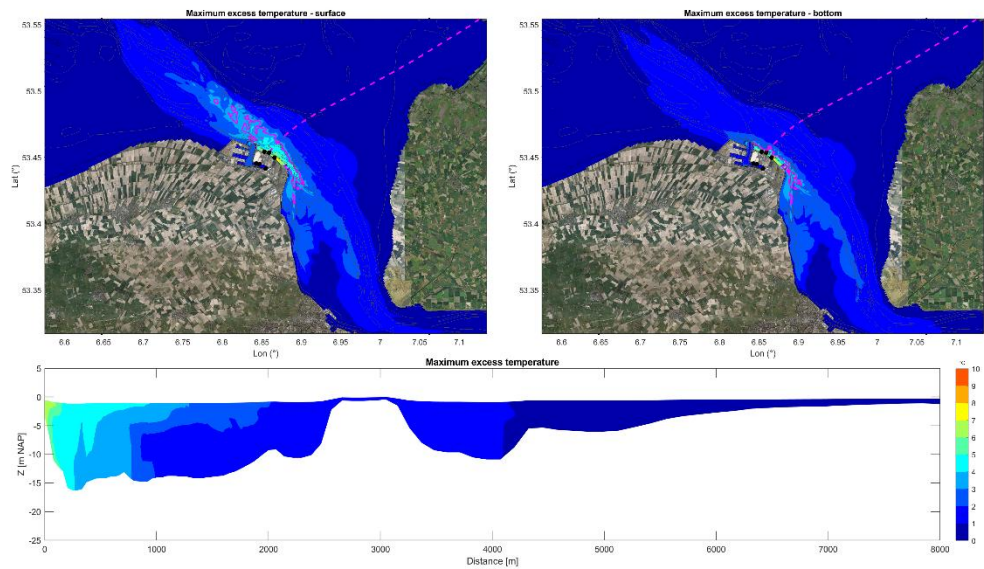 Maximum excess temperature - surface
53.55
53.5
53.45
53.4
53.35
Lat (°)
6.6 6.65 6.7 6.75 6.8 6.85 6.9 6.95 7 7.05 7.1
Lon (°)
Maximum excess temperature - bottom
53.55
53.5
53.45
53.4
53.35
Lat (°)
6.6 6.65 6.7 6.75 6.8 6.85 6.9 6.95 7 7.05 7.1
Lon (°)
Maximum excess temperature
5
0
-5
-10
-15
-20
-25
Z [m NAP]
0 1000 2000 3000 4000 5000 6000 7000 8000
Distance [m]
10
9
8
7
6
5
4
3
2
1
0